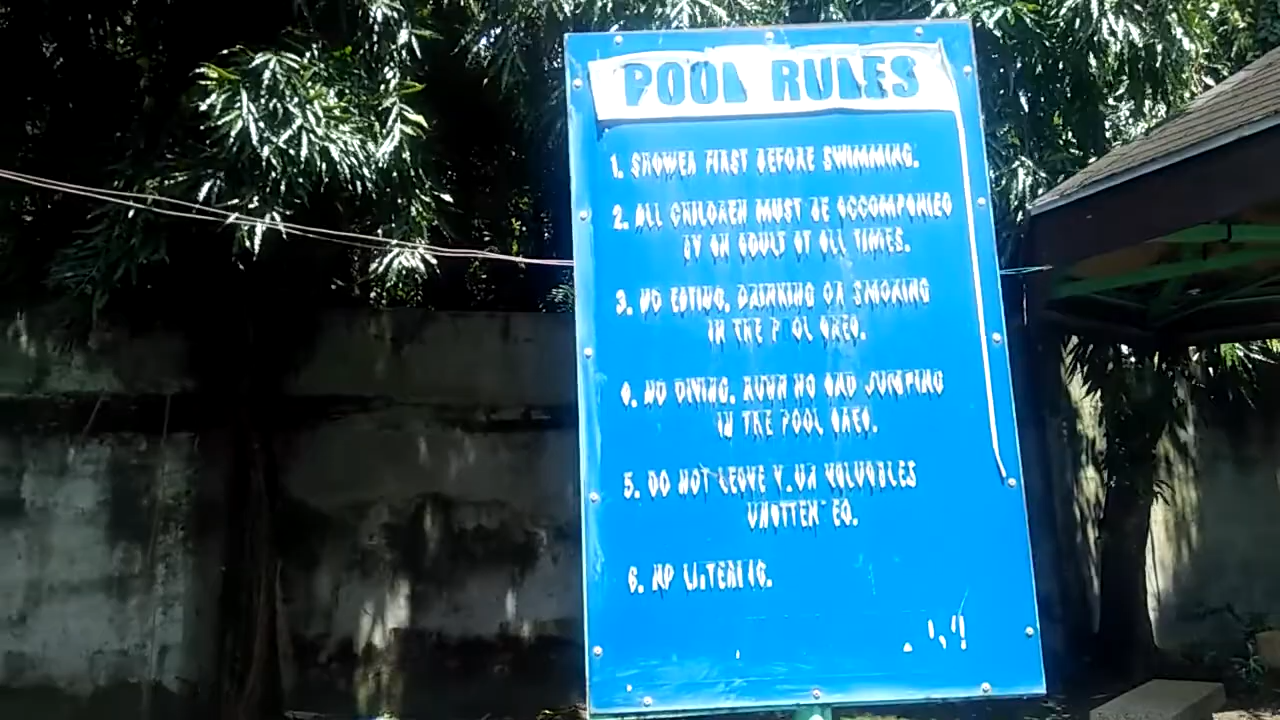 POOL RULES
1. SHOWER FIRST BEFORE SWIMMING.
2. ALL CHILDREN MUST BE ACCOMPANIED
BY AN ADULT AT ALL TIMES.
3. NO EATING, DRINKING OR SMOKING
IN THE POOL AREA.
4. NO DIVING, RUNNING AND JUMPING
IN THE POOL AREA.
5. DO NOT LEAVE YOUR VALUABLES
UNATTENDED.
6. NO LITERING.